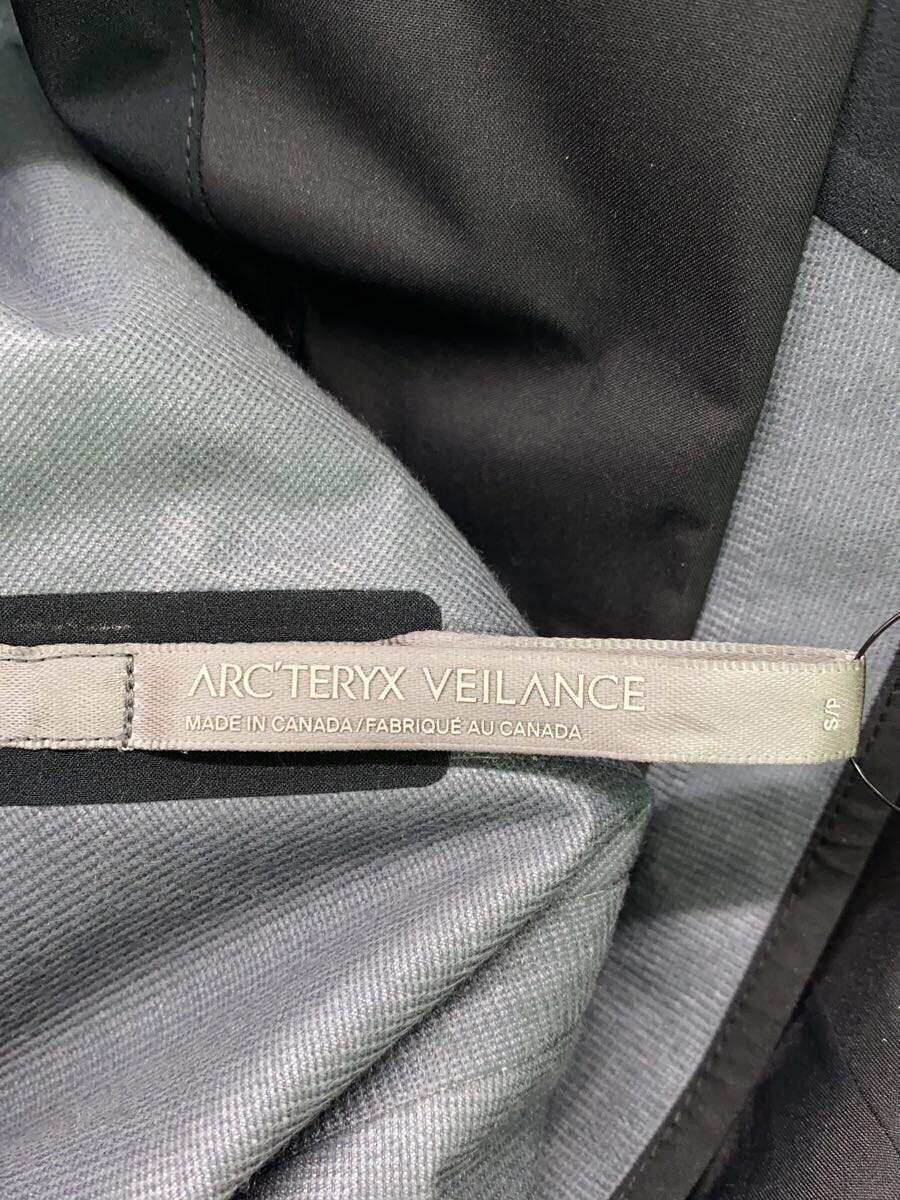 ARC'TERYX VEILANCE
MADE IN CANADA/FABRIQUÉ AU CANADA
S/P